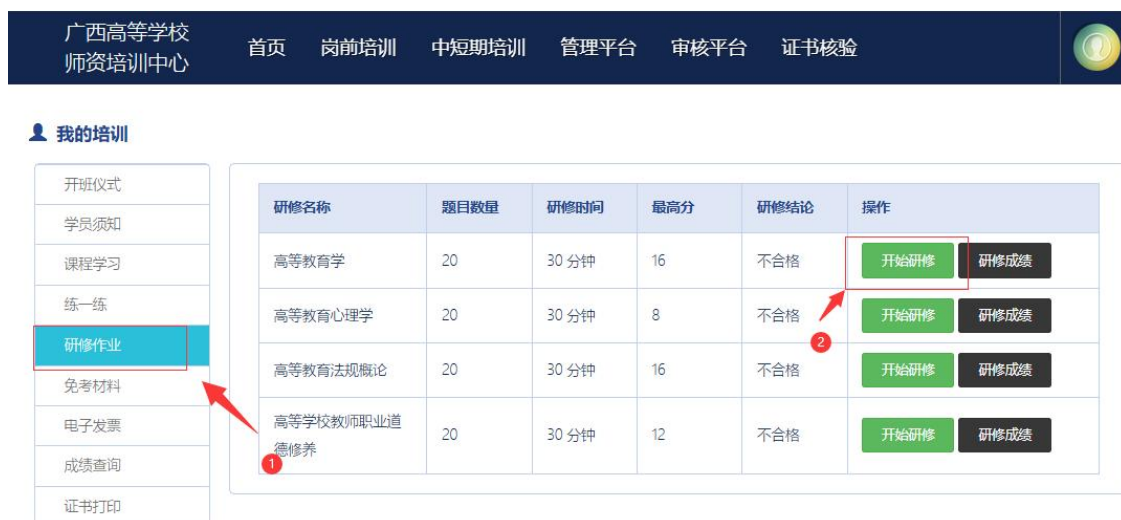 广西高等学校
师资培训中心
首页 岗前培训 中短期培训 管理平台 审核平台 证书核验
我的培训
开班仪式
学员须知
课程学习
练一练
研修作业
免考材料
电子发票
成绩查询
证书打印
研修名称 题目数量 研修时间 最高分 研修结论 操作
高等教育学 20 30 分钟 16 不合格 开始研修 研修成绩
高等教育心理学 20 30 分钟 8 不合格 开始研修 研修成绩
2
高等教育法规概论 20 30 分钟 16 不合格 开始研修 研修成绩
高等学校教师职业道
德修养 20 30 分钟 12 不合格 开始研修 研修成绩
1